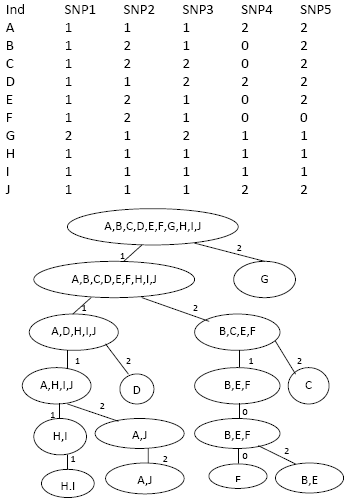 Ind SNP1 SNP2 SNP3 SNP4 SNP5
A 1 1 1 2 2
B 1 2 1 0 2
C 1 2 2 0 2
D 1 1 2 2 2
E 1 2 1 0 2
F 1 2 1 0 0
G 2 1 2 1 1
H 1 1 1 1 1
I 1 1 1 1 1
J 1 1 1 2 2
A,B,C,D,E,F,G,H,I,J
1 2
A,B,C,D,E,F,H,I,J G
1 2
A,D,H,I,J B,C,E,F
1 2 1 2
A,H,I,J D B,E,F C
1 2 0
H,I A,J B,E,F
1 2 0 2
H.I A,J F B,E